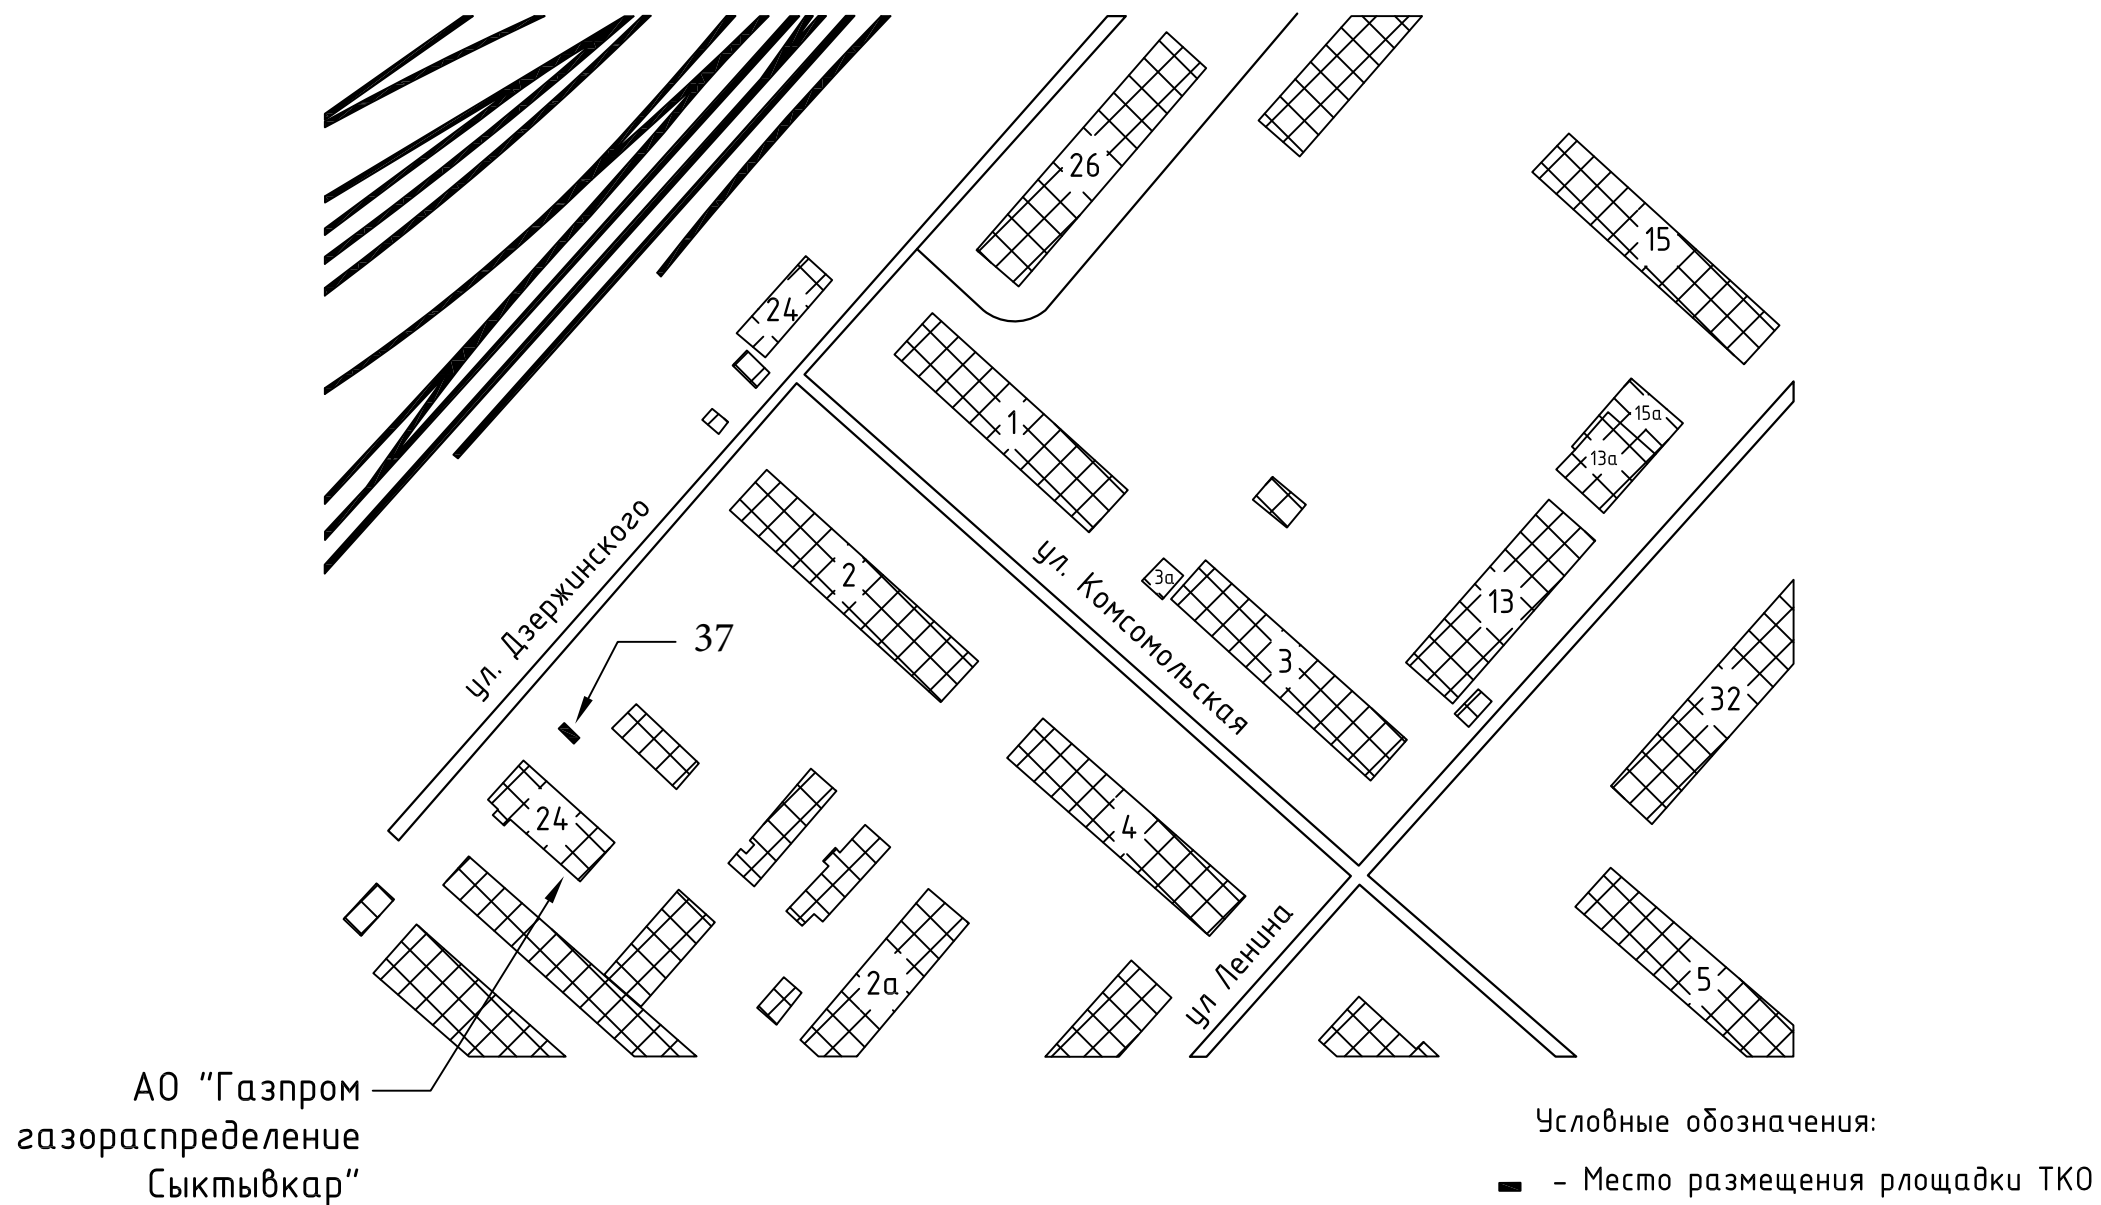 26
15
24
1
15а
13а
ул. Дзержинского
2
ул. Комсомольская
3а
13
3
37
32
24
4
ул Ленина
2а
5
АО "Газпром
газораспределение
Сыктывкар"
Условные обозначения:
- Место размещения рлощадки ТКО